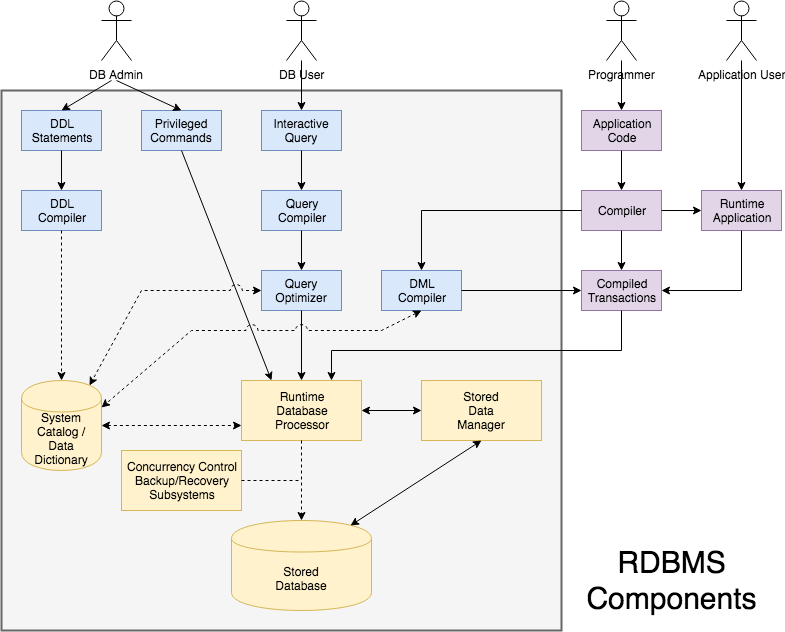 DB Admin
DB User
Programmer
Application User
DDL
Statements
Privileged
Commands
Interactive
Query
Application
Code
DDL
Compiler
Query
Compiler
Compiler
Runtime
Application
Query
Optimizer
DML
Compiler
Compiled
Transactions
System
Catalog /
Data
Dictionary
Runtime
Database
Processor
Stored
Data
Manager
Concurrency Control
Backup/Recovery
Subsystems
Stored
Database
RDBMS
Components